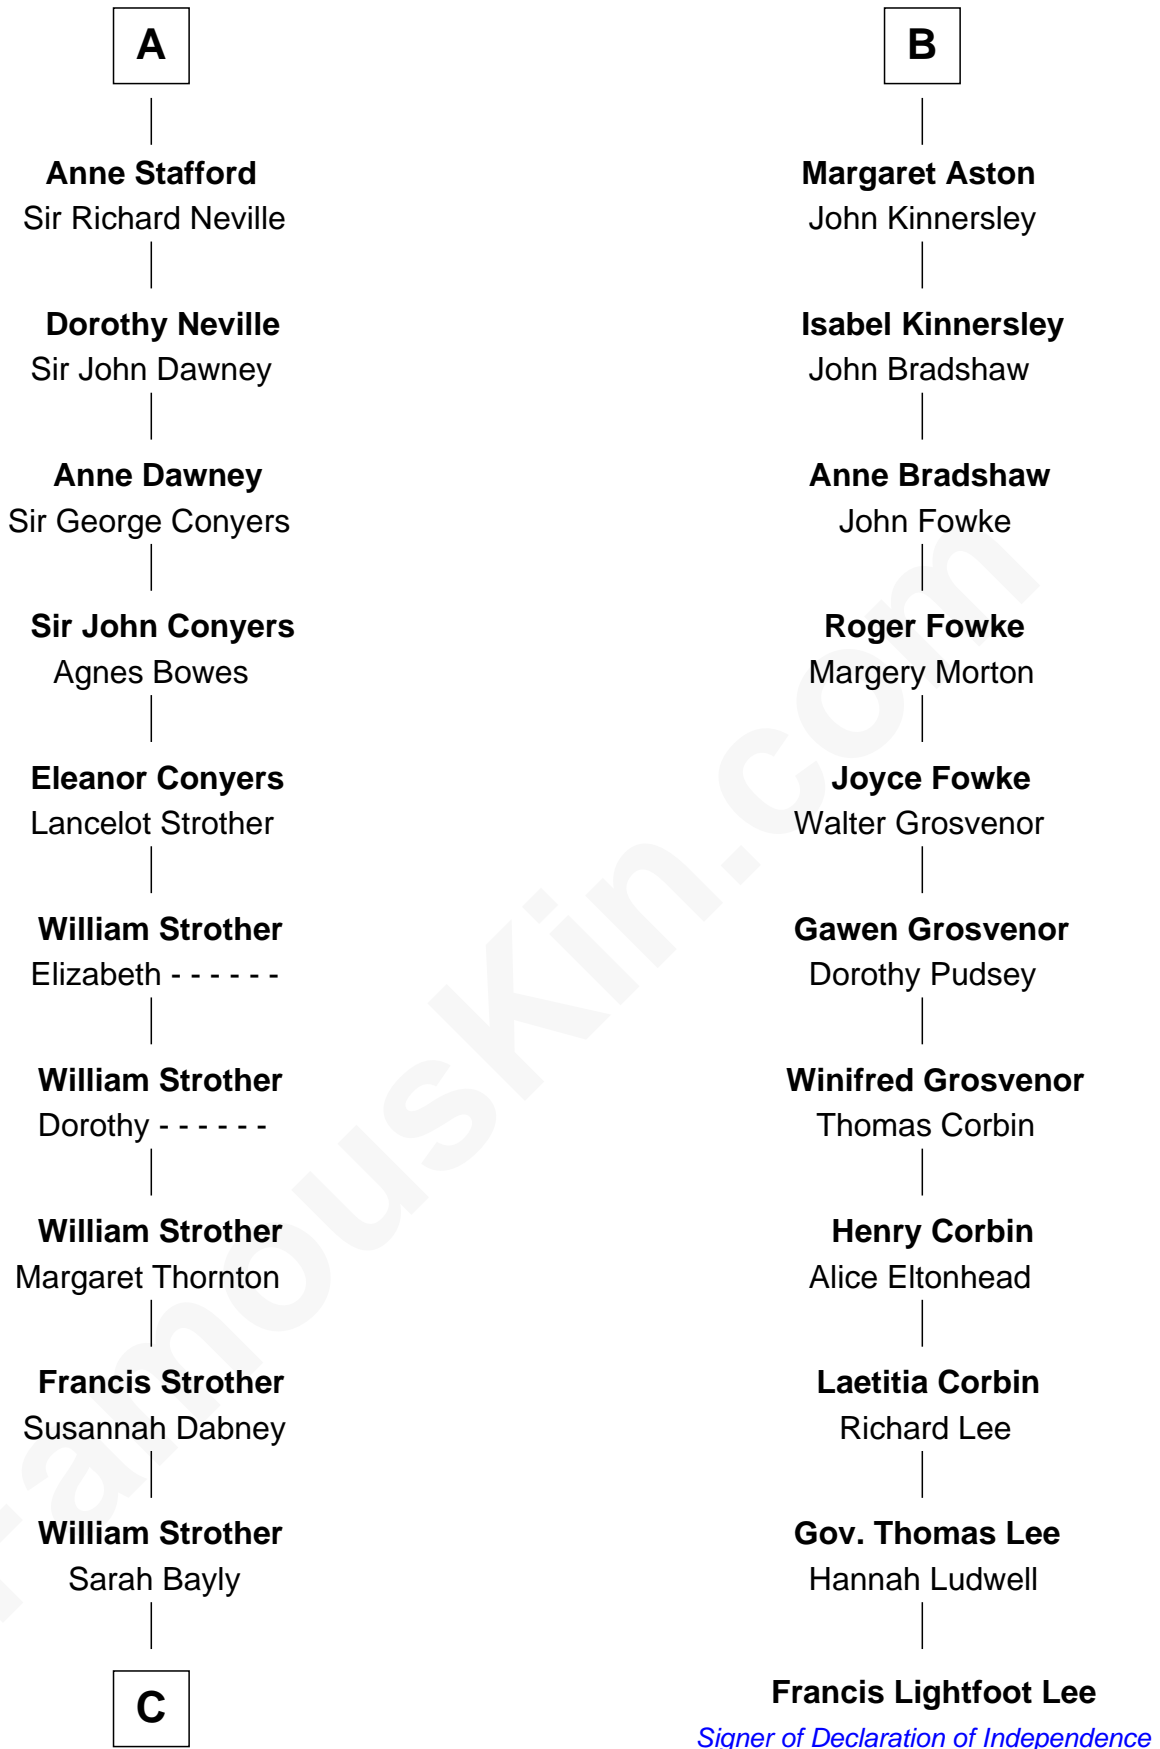 A
Anne Stafford
Sir Richard Neville
Dorothy Neville
Sir John Dawney
Anne Dawney
Sir George Conyers
Sir John Conyers
Agnes Bowes
Eleanor Conyers
Lancelot Strother
William Strother
Elizabeth - - - - - -
William Strother
Dorothy - - - - - -
William Strother
Margaret Thornton
Francis Strother
Susannah Dabney
William Strother
Sarah Bayly
C
B
Margaret Aston
John Kinnersley
Isabel Kinnersley
John Bradshaw
Anne Bradshaw
John Fowke
Roger Fowke
Margery Morton
Joyce Fowke
Walter Grosvenor
Gawen Grosvenor
Dorothy Pudsey
Winifred Grosvenor
Thomas Corbin
Henry Corbin
Alice Eltonhead
Laetitia Corbin
Richard Lee
Gov. Thomas Lee
Hannah Ludwell
Francis Lightfoot Lee
Signer of Declaration of Independence
FamousKin.com